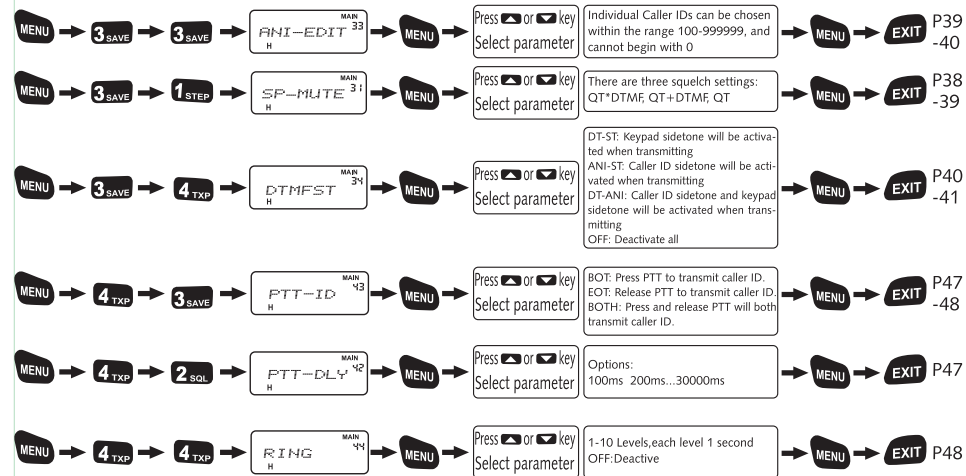 MENU 3 SAVE 3 SAVE MAIN ANI-EDIT 33 H MENU Press or key Select parameter
Individual Caller IDs can be chosen
within the range 100-999999, and
cannot begin with 0
MENU EXIT P39
-40
MENU 3 SAVE 1 STEP MAIN SP-MUTE 31 H MENU Press or key Select parameter
There are three squelch settings:
QT*DTMF, QT+DTMF, QT
MENU EXIT P38
-39
MENU 3 SAVE 4 TXP MAIN DTMFST 34 H MENU Press or key Select parameter
DT-ST: Keypad sidetone will be activa-
ted when transmitting
ANI-ST: Caller ID sidetone will be acti-
vated when transmitting
DT-ANI: Caller ID sidetone and keypad
sidetone will be activated when trans-
mitting
OFF: Deactivate all
MENU EXIT P40
-41
MENU 4 TXP 3 SAVE MAIN PTT-ID 43 H MENU Press or key Select parameter
BOT: Press PTT to transmit caller ID.
EOT: Release PTT to transmit caller ID.
BOTH: Press and release PTT will both
transmit caller ID.
MENU EXIT P47
-48
MENU 4 TXP 2 SQL MAIN PTT-DLY 42 H MENU Press or key Select parameter
Options:
100ms 200ms...30000ms
MENU EXIT P47
MENU 4 TXP 4 TXP MAIN RING 44 H MENU Press or key Select parameter
1-10 Levels,each level 1 second
OFF:Deactive
MENU EXIT P48